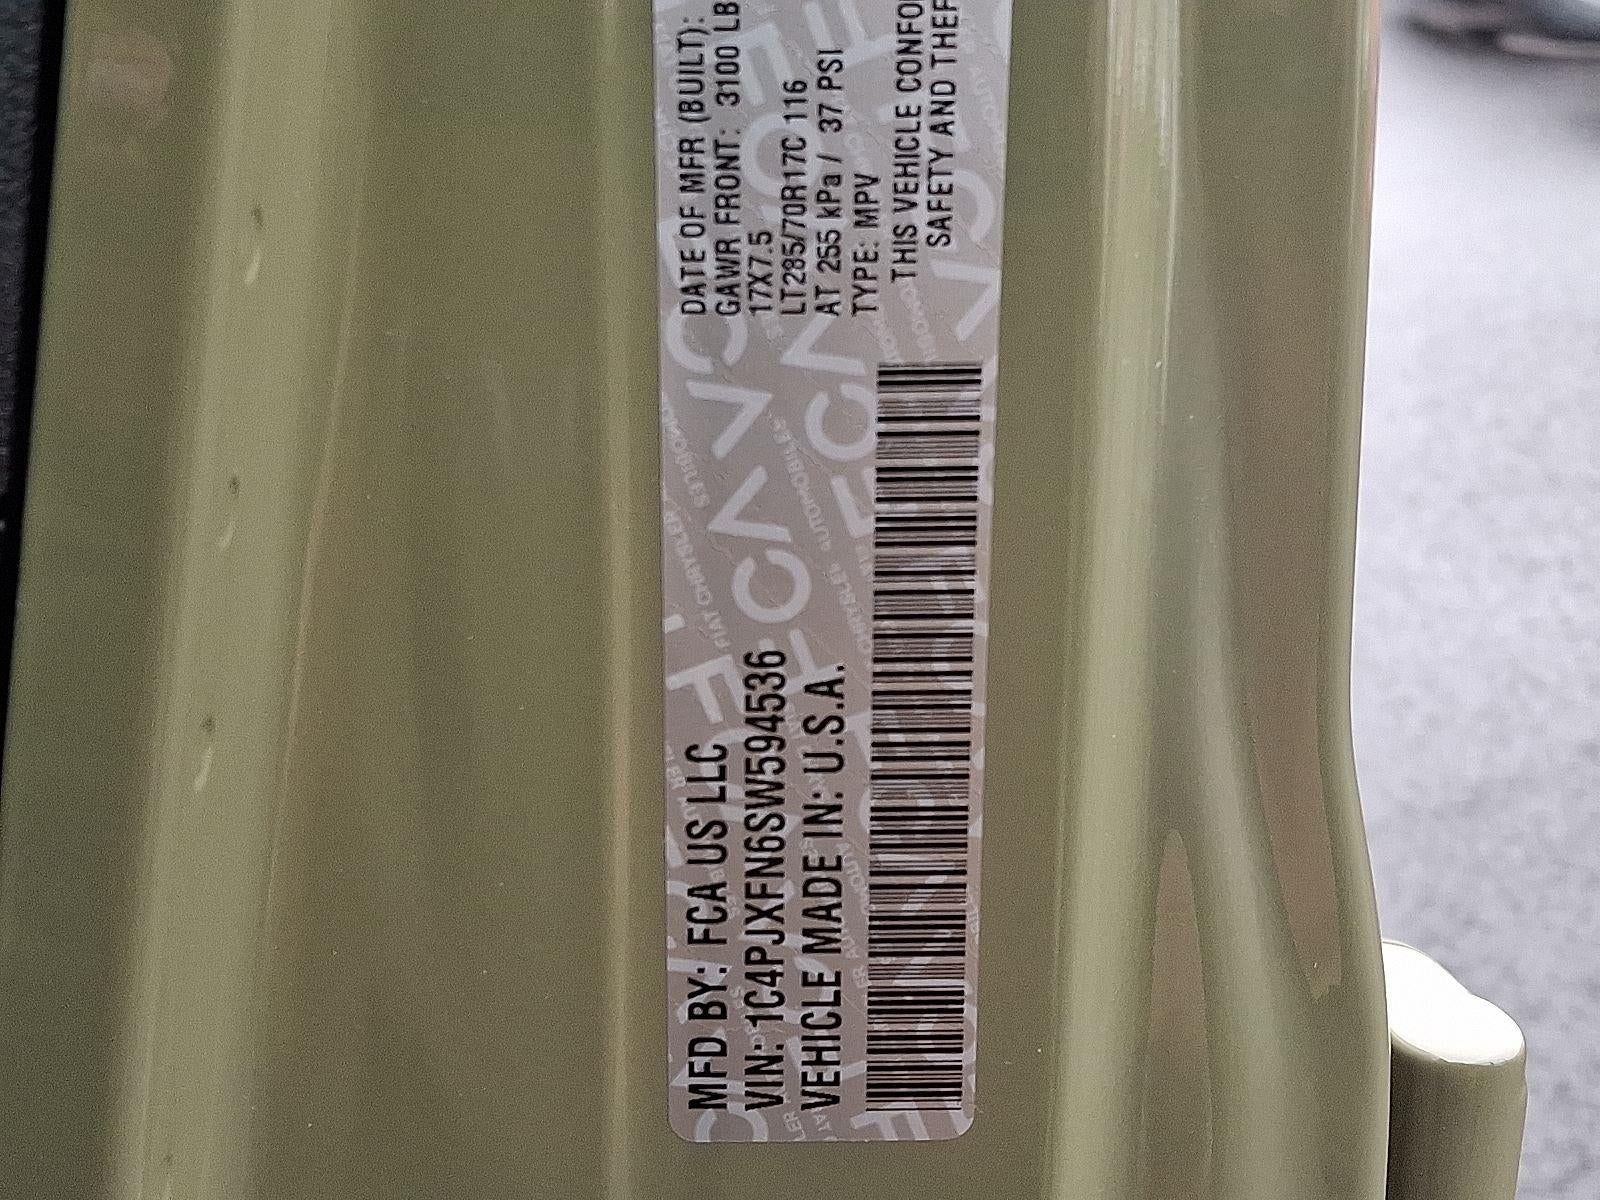 MFD BY: FCA US LLC
VIN: 1C4PJXFN6SW594536
VEHICLE MADE IN: U.S.A.
DATE OF MFR (BUILT):
GAWR FRONT: 3100 LB
17X7.5
LT285/70R17C 116
AT 255 kPa / 37 PSI
TYPE: MPV
THIS VEHICLE CONFO
SAFETY AND THEF